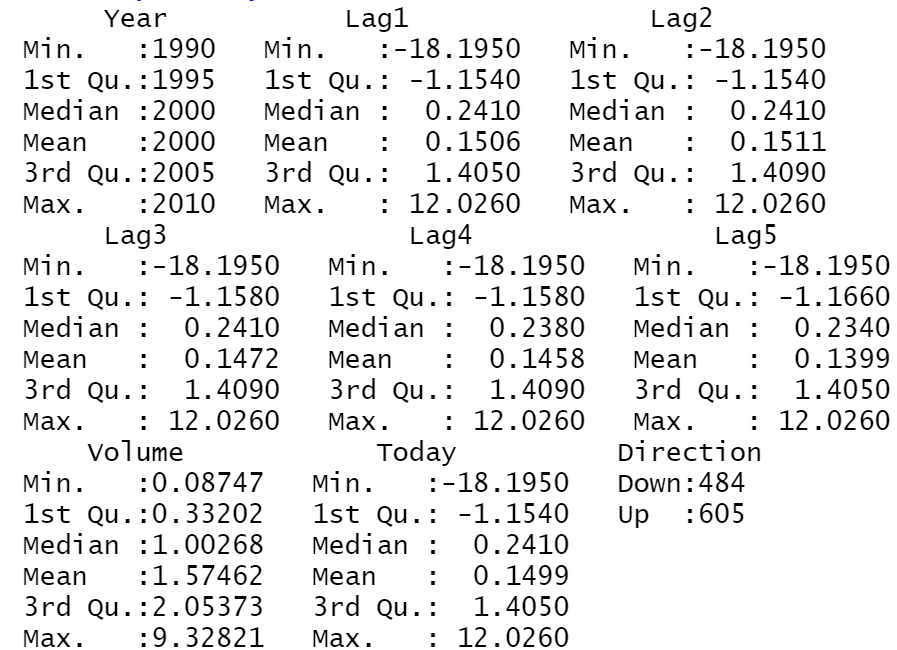 Year           Lag1               Lag2
Min.   :1990   Min.   :-18.1950   Min.   :-18.1950
1st Qu.:1995   1st Qu.: -1.1540   1st Qu.: -1.1540
Median :2000   Median :  0.2410   Median :  0.2410
Mean   :2000   Mean   :  0.1506   Mean   :  0.1511
3rd Qu.:2005   3rd Qu.:  1.4050   3rd Qu.:  1.4090
Max.   :2010   Max.   : 12.0260   Max.   : 12.0260
     Lag3               Lag4               Lag5
Min.   :-18.1950   Min.   :-18.1950   Min.   :-18.1950
1st Qu.: -1.1580   1st Qu.: -1.1580   1st Qu.: -1.1660
Median :  0.2410   Median :  0.2380   Median :  0.2340
Mean   :  0.1472   Mean   :  0.1458   Mean   :  0.1399
3rd Qu.:  1.4090   3rd Qu.:  1.4090   3rd Qu.:  1.4050
Max.   : 12.0260   Max.   : 12.0260   Max.   : 12.0260
    Volume            Today          Direction
Min.   :0.08747   Min.   :-18.1950   Down:484
1st Qu.:0.33202   1st Qu.: -1.1540   Up  :605
Median :1.00268   Median :  0.2410
Mean   :1.57462   Mean   :  0.1499
3rd Qu.:2.05373   3rd Qu.:  1.4050
Max.   :9.32821   Max.   : 12.0260